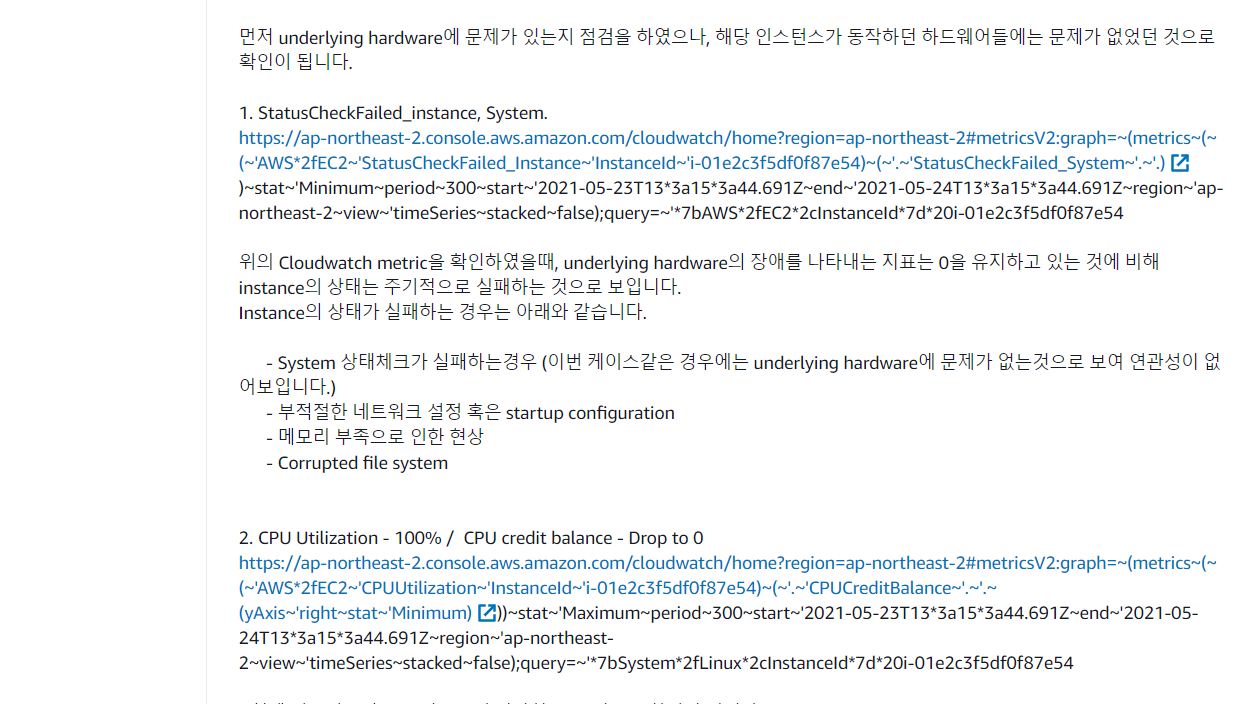 먼저 underlying hardware에 문제가 있는지 점검을 하였으나, 해당 인스턴스가 동작하던 하드웨어들에는 문제가 없었던 것으로
확인이 됩니다.
1. StatusCheckFailed_instance, System.
https://ap-northeast-2.console.aws.amazon.com/cloudwatch/home?region=ap-northeast-2#metricsV2:graph=~(metrics~(~
(~'AWS*2fEC2~'StatusCheckFailed_Instance~'InstanceId~'i-01e2c3f5df0f87e54)~(~'.~'StatusCheckFailed_System~'.~'.)
)~stat~'Minimum~period~300~start~'2021-05-23T13*3a15*3a44.691Z~end~'2021-05-24T13*3a15*3a44.691Z~region~'ap-
northeast-2~view~'timeSeries~stacked~false);query=~'*7bAWS*2fEC2*2cInstanceId*7d*20i-01e2c3f5df0f87e54
위의 Cloudwatch metric을 확인하였을때, underlying hardware의 장애를 나타내는 지표는 0을 유지하고 있는 것에 비해
instance의 상태는 주기적으로 실패하는 것으로 보입니다.
Instance의 상태가 실패하는 경우는 아래와 같습니다.
- System 상태체크가 실패하는경우 (이번 케이스같은 경우에는 underlying hardware에 문제가 없는것으로 보여 연관성이 없
어보입니다.)
- 부적절한 네트워크 설정 혹은 startup configuration
- 메모리 부족으로 인한 현상
- Corrupted file system
2. CPU Utilization - 100% /  CPU credit balance - Drop to 0
https://ap-northeast-2.console.aws.amazon.com/cloudwatch/home?region=ap-northeast-2#metricsV2:graph=~(metrics~(~
(~'AWS*2fEC2~'CPUUtilization~'InstanceId~'i-01e2c3f5df0f87e54)~(~'.~'CPUCreditBalance~'.~'.~
(yAxis~'right~stat~'Minimum) ))~stat~'Maximum~period~300~start~'2021-05-23T13*3a15*3a44.691Z~end~'2021-05-
24T13*3a15*3a44.691Z~region~'ap-northeast-
2~view~'timeSeries~stacked~false);query=~'*7bSystem*2fLinux*2cInstanceId*7d*20i-01e2c3f5df0f87e54